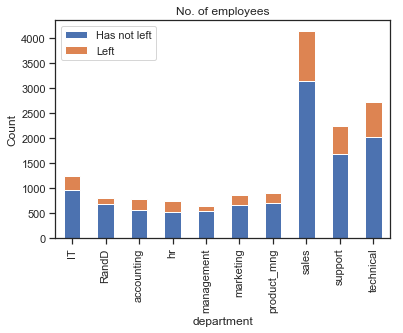 No. of employees
Has not left
Left
Count
4000
3500
3000
2500
2000
1500
1000
500
0
IT
RandD
accounting
hr
management
marketing
product_mng
sales
support
technical
department